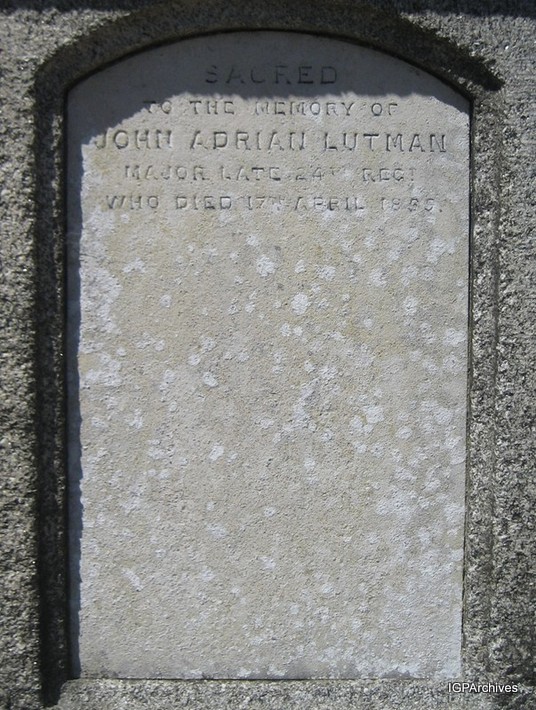 SACRED
TO THE MEMORY OF
JOHN ADRIAN LUTMAN
MAJOR LATE 24TH REGT
WHO DIED 17TH APRIL
IGPArchives